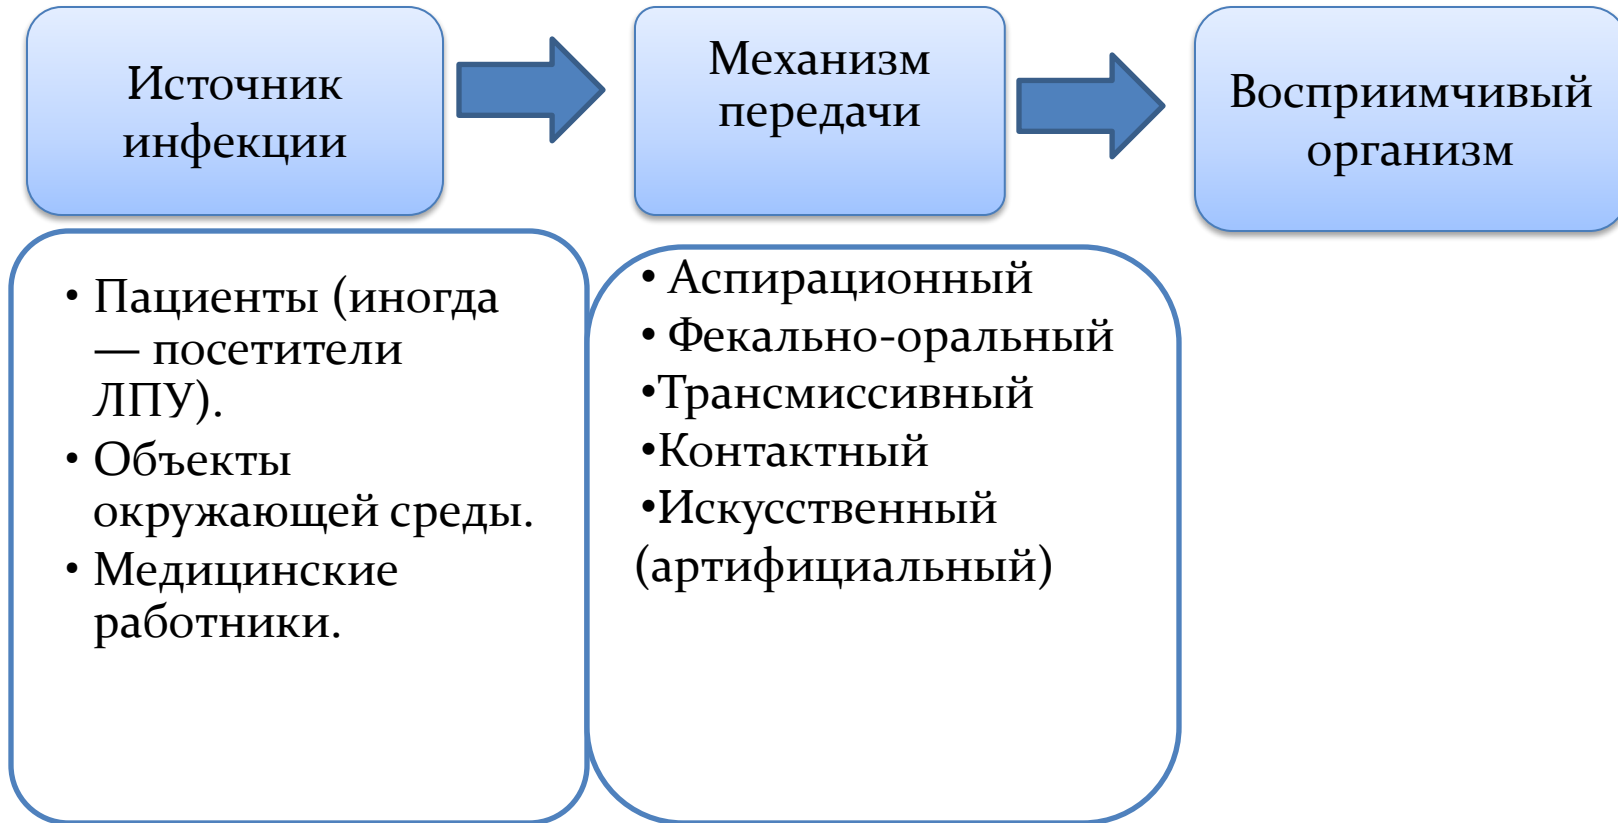 Источник
инфекции
Механизм
передачи
Восприимчивый
организм
• Пациенты (иногда
— посетители
ЛПУ).
• Объекты
окружающей среды.
• Медицинские
работники.
• Аспирационный
• Фекально-оральный
•Трансмиссивный
•Контактный
•Искусственный
(артифициальный)